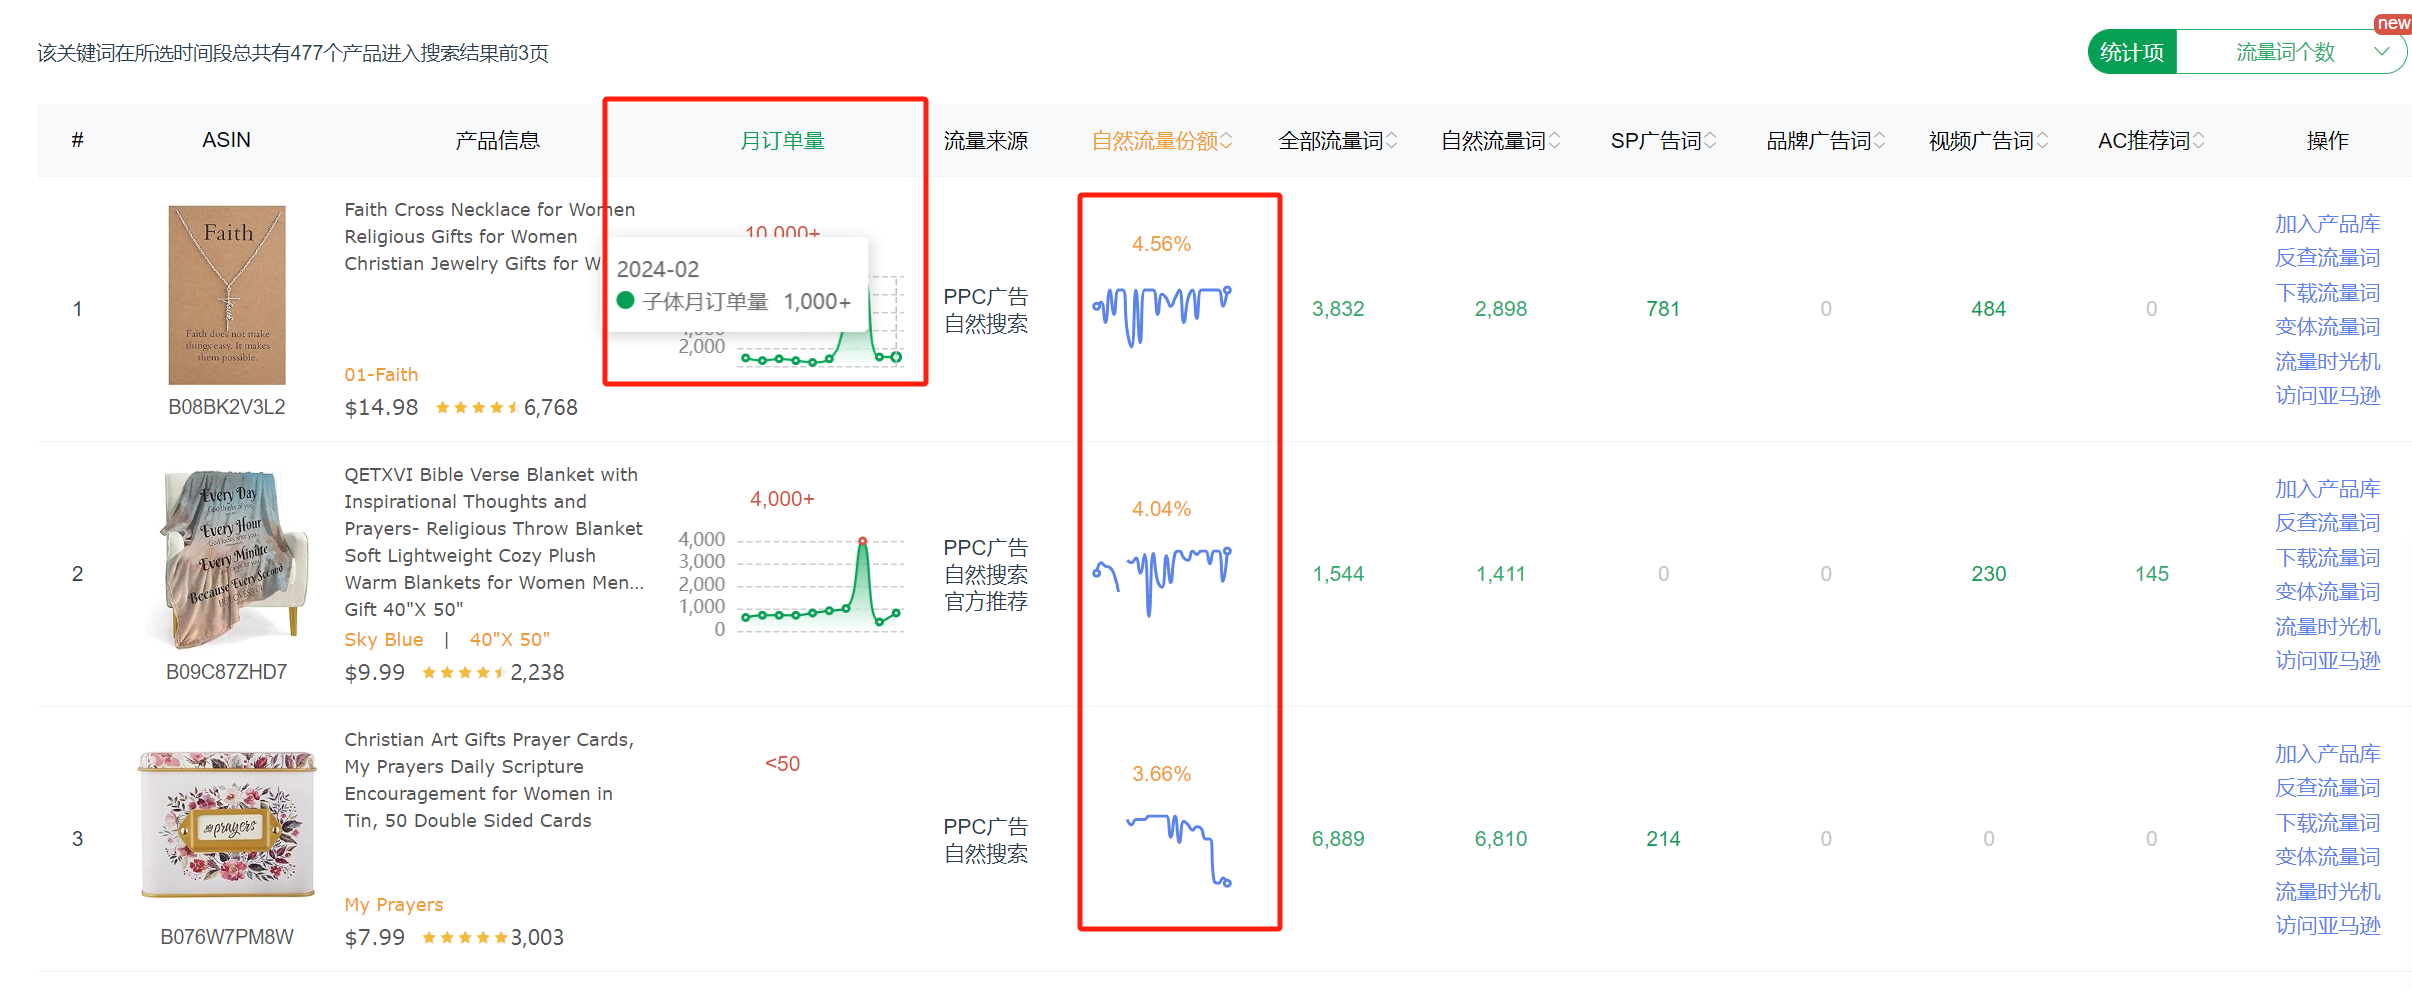 new
该关键词在所选时间段总共有477个产品进入搜索结果前3页
统计项 流量词个数
# ASIN 产品信息 月订单量 流量来源 自然流量份额 全部流量词 自然流量词 SP广告词 品牌广告词 视频广告词 AC推荐词 操作
1
Faith
Faith does not make
things easy. It makes
them possible.
B08BK2V3L2
Faith Cross Necklace for Women
Religious Gifts for Women
Christian Jewelry Gifts for W
01-Faith
$14.98 6,768
10,000+
2024-02
子体月订单量 1,000+
2,000
PPC广告
自然搜索
4.56%
3,832
2,898
781
0
484
0
加入产品库
反查流量词
下载流量词
变体流量词
流量时光机
访问亚马逊
2
Every Day
Every Hour
Every Minute
Because Every Second
B09C87ZHD7
QETXVI Bible Verse Blanket with
Inspirational Thoughts and
Prayers- Religious Throw Blanket
Soft Lightweight Cozy Plush
Warm Blankets for Women Men...
Gift 40"X 50"
Sky Blue | 40"X 50"
$9.99 2,238
4,000+
4,000
3,000
2,000
1,000
0
PPC广告
自然搜索
官方推荐
4.04%
1,544
1,411
0
0
230
145
加入产品库
反查流量词
下载流量词
变体流量词
流量时光机
访问亚马逊
3
prayers
B076W7PM8W
Christian Art Gifts Prayer Cards,
My Prayers Daily Scripture
Encouragement for Women in
Tin, 50 Double Sided Cards
My Prayers
$7.99 3,003
<50
PPC广告
自然搜索
3.66%
6,889
6,810
214
0
0
0
加入产品库
反查流量词
下载流量词
变体流量词
流量时光机
访问亚马逊